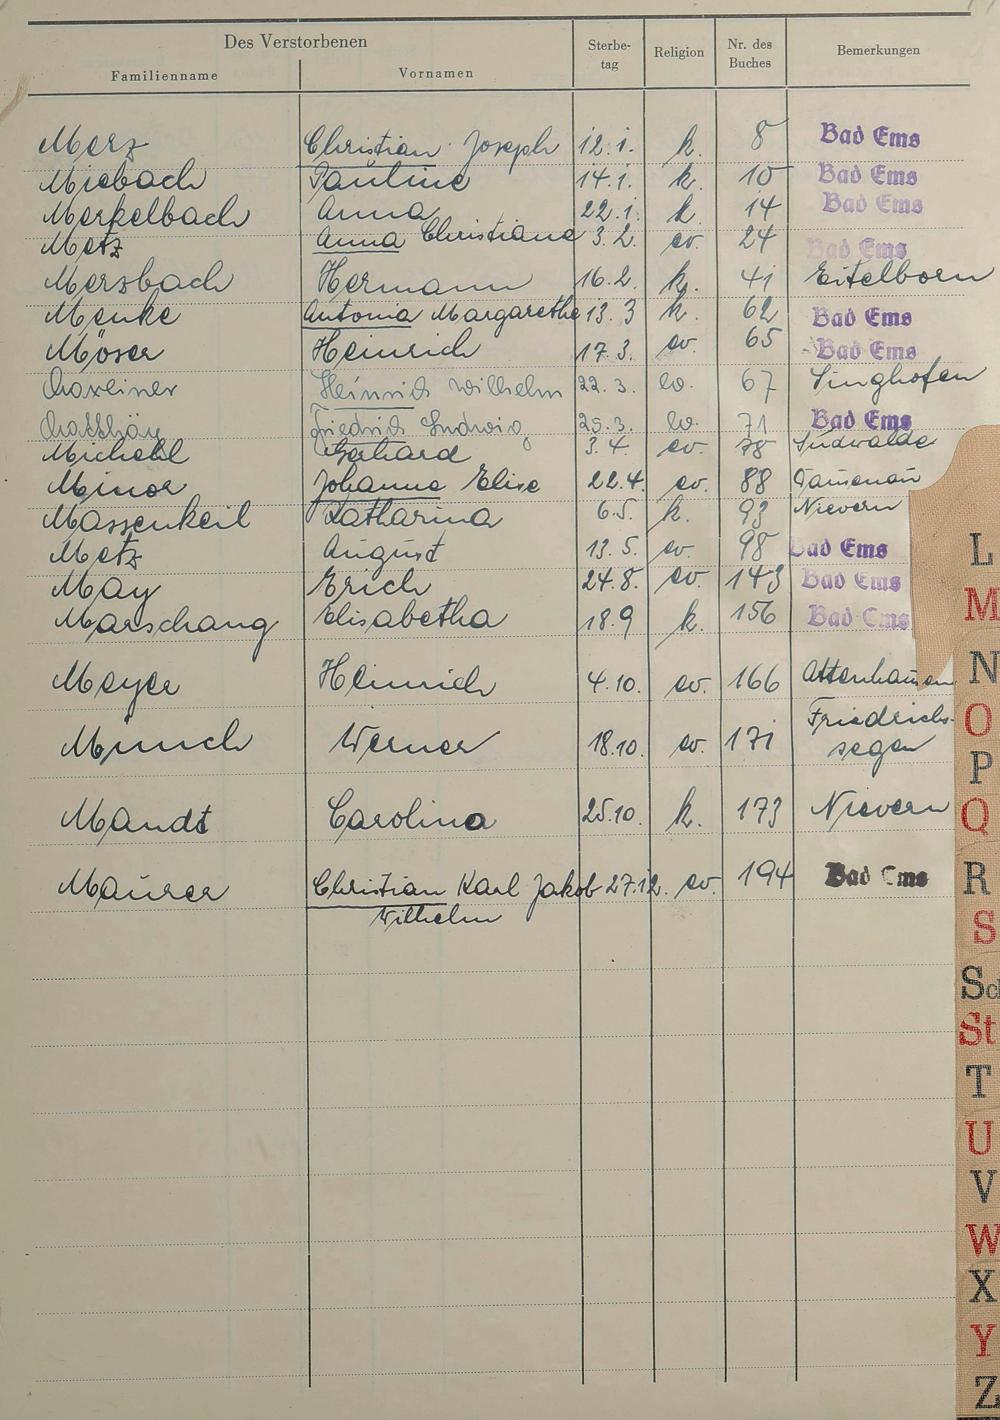 Des Verstorbenen
Familienname Vornamen Sterbe-tag Religion Nr. des Buches Bemerkungen
Merz Christian Joseph 12.1. k. 8 Bad Ems
Miebach Pauline 14.1. k. 10 Bad Ems
Merkelbach Anna 22.1. k. 14 Bad Ems
Metz Anna Christiane 3.2. ev. 24 Bad Ems
Mersbach Hermann 16.2. k. 41 Eitelborn
Menke Antonia Margarethe 13.3 k. 62 Bad Ems
Möser Heinrich 17.3. ev. 65 Bad Ems
Maxeiner Heinrich Wilhelm 22.3. ev. 67 Singhofen
Friedrich Ludwig 25.3. ev. 71 Bad Ems
Michael Gerhard 3.4. ev. 78 Südwalde
Minor Johanna Elise 22.4. ev. 88 Dausenau
Massenkeil Katharina 6.5. k. 93 Nievern
Metz August 13.5. ev. 98 Bad Ems
May Erich 24.8. ev. 143 Bad Ems
Marschang Elisabetha 18.9 k. 156 Bad Ems
Meyer Heinrich 4.10. ev. 166 Attenhausen
Münch Werner 18.10. ev. 171 Friedrichs-
segen
Mandt Carolina 25.10. k. 173 Nievern
Maurer Christian Karl Jakob 27.12. ev. 194 Bad Ems
Wilhelm
L
M
N
O
P
Q
R
S
Sch
St
T
U
V
W
X
Y
Z